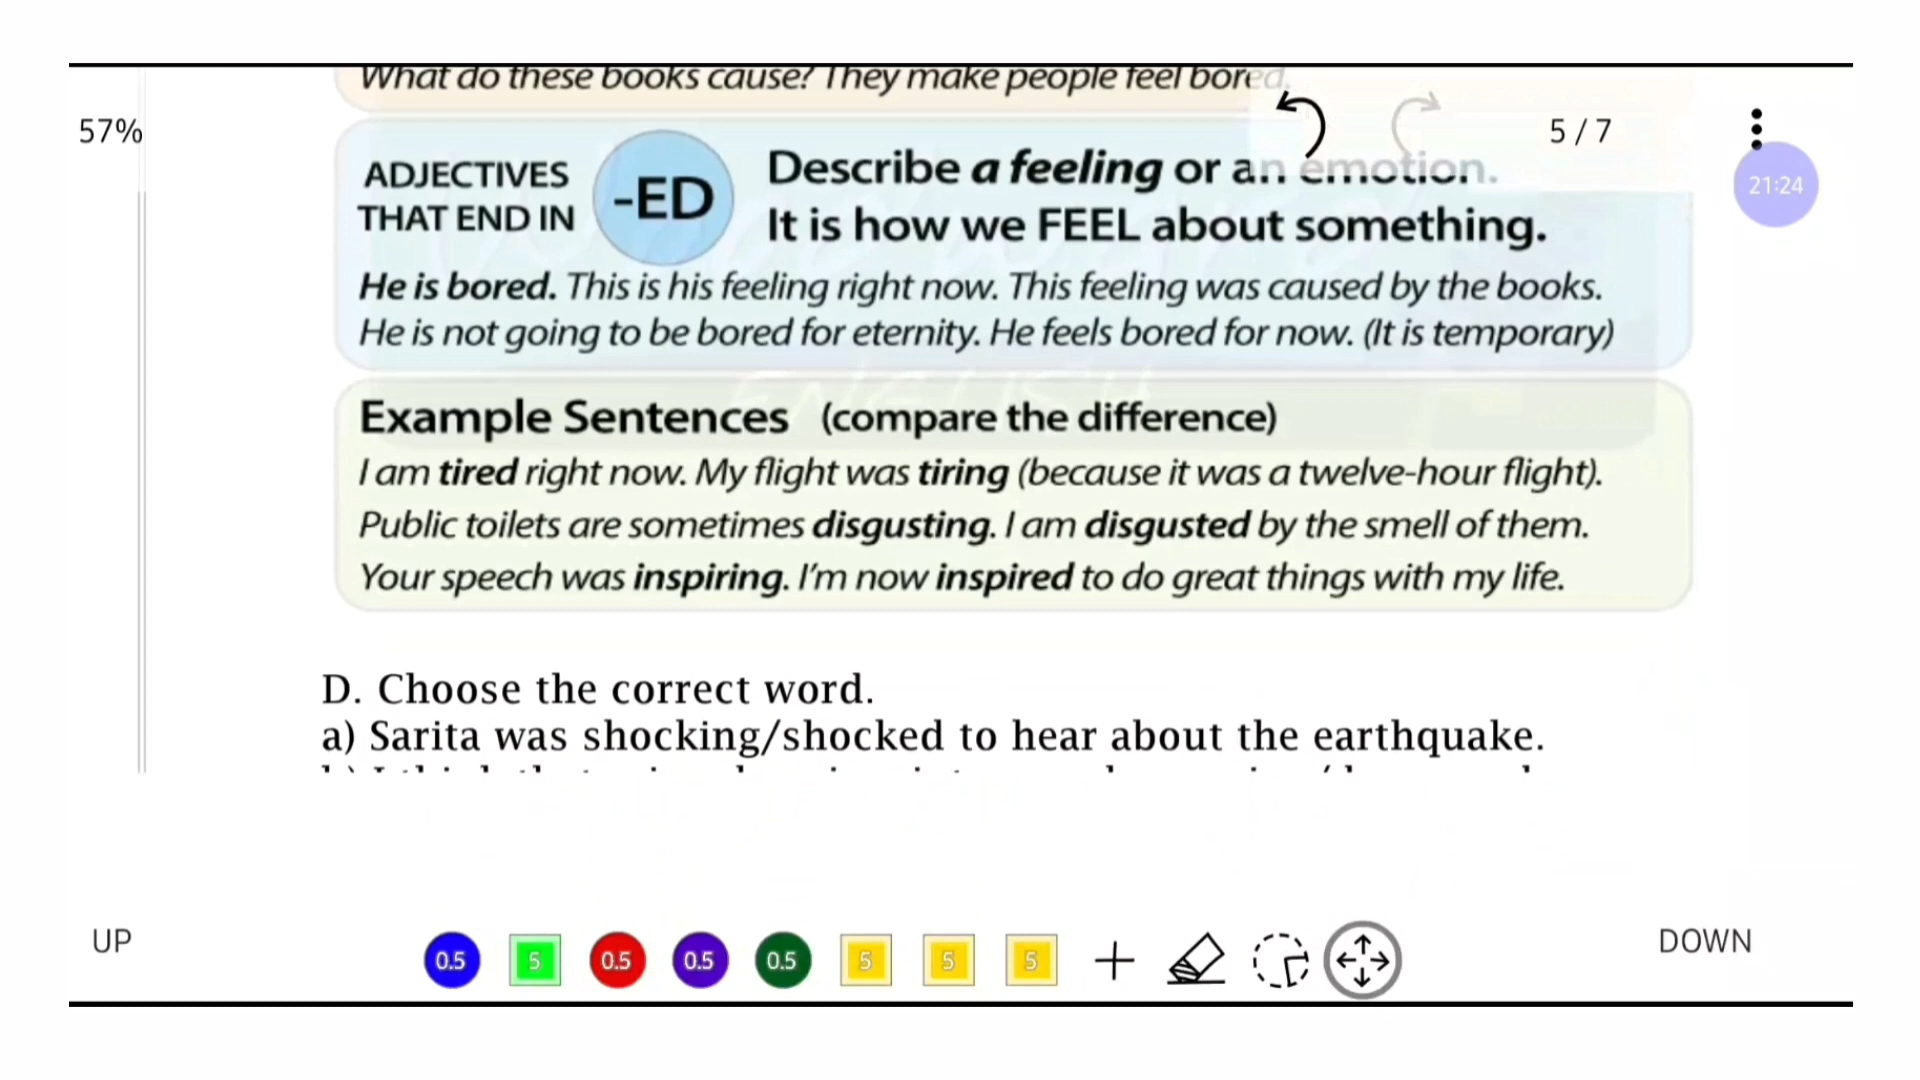 What do these books cause? They make people feel bored.
57%
5 / 7
21:24
ADJECTIVES THAT END IN
-ED
Describe a feeling or an emotion.
It is how we FEEL about something.
He is bored. This is his feeling right now. This feeling was caused by the books.
He is not going to be bored for eternity. He feels bored for now. (It is temporary)
Example Sentences (compare the difference)
I am tired right now. My flight was tiring (because it was a twelve-hour flight).
Public toilets are sometimes disgusting. I am disgusted by the smell of them.
Your speech was inspiring. I'm now inspired to do great things with my life.
D. Choose the correct word.
a) Sarita was shocking/shocked to hear about the earthquake.
UP
0.5
5
0.5
0.5
0.5
5
5
5
DOWN